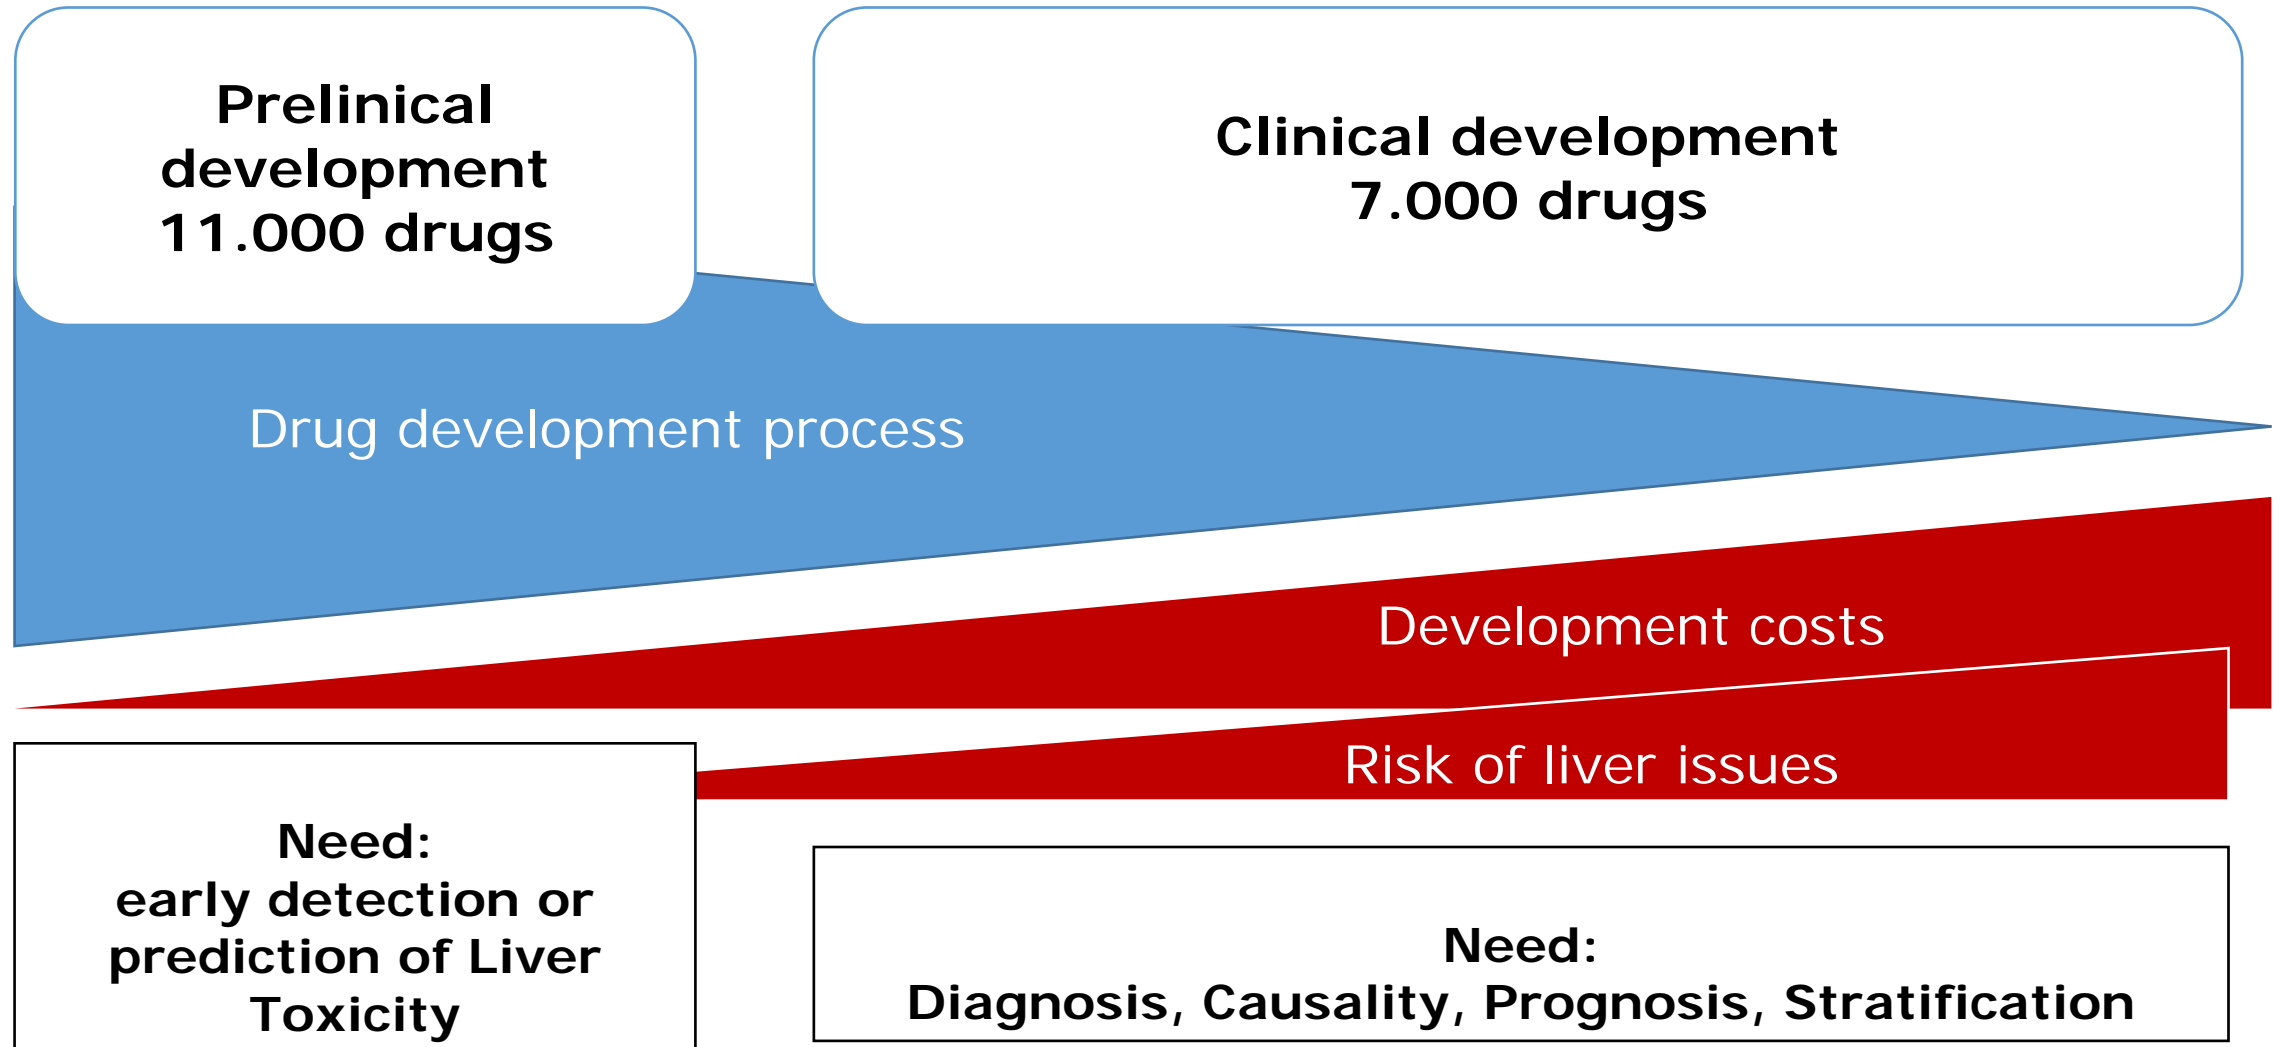 Prelinical
development
11.000 drugs
Clinical development
7.000 drugs
Drug development process
Development costs
Risk of liver issues
Need:
early detection or
prediction of Liver
Toxicity
Need:
Diagnosis, Causality, Prognosis, Stratification